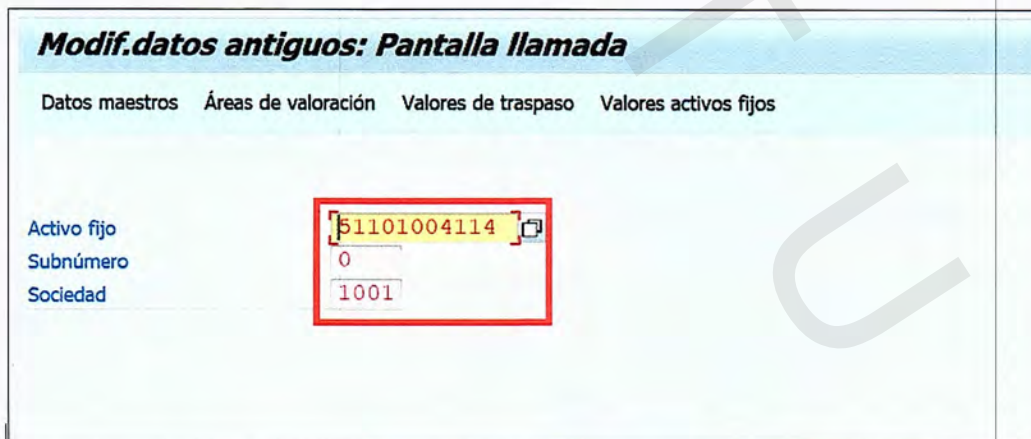 Modif.datos antiguos: Pantalla llamada
Datos maestros Áreas de valoración Valores de traspaso Valores activos fijos
Activo fijo 51101004114
Subnúmero 0
Sociedad 1001